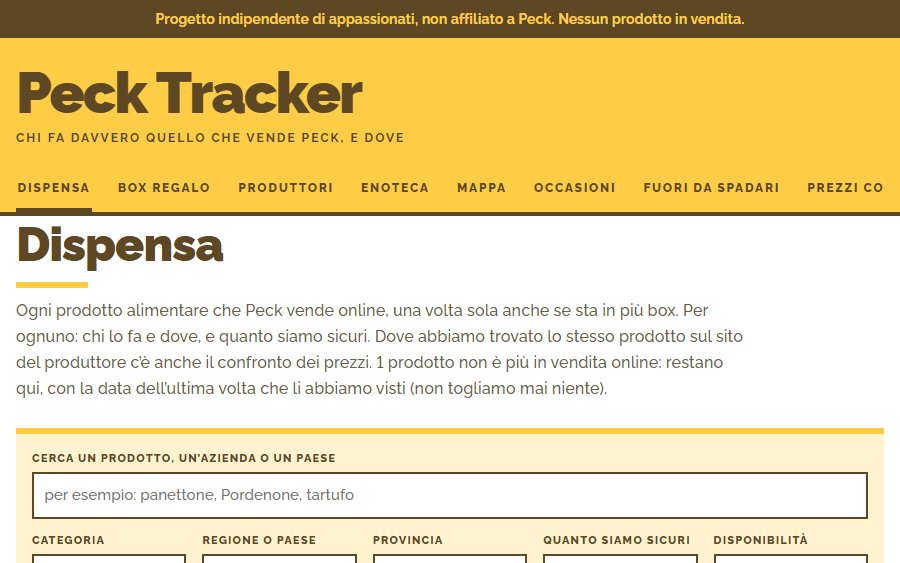 Progetto indipendente di appassionati, non affiliato a Peck. Nessun prodotto in vendita.
Peck Tracker
CHI FA DAVVERO QUELLO CHE VENDE PECK, E DOVE
DISPENSA BOX REGALO PRODUTTORI ENOTECA MAPPA OCCASIONI FUORI DA SPADARI PREZZI CO
Dispensa
Ogni prodotto alimentare che Peck vende online, una volta sola anche se sta in più box. Per
ognuno: chi lo fa e dove, e quanto siamo sicuri. Dove abbiamo trovato lo stesso prodotto sul sito
del produttore c'è anche il confronto dei prezzi. 1 prodotto non è più in vendita online: restano
qui, con la data dell'ultima volta che li abbiamo visti (non togliamo mai niente).
CERCA UN PRODOTTO, UN'AZIENDA O UN PAESE
per esempio: panettone, Pordenone, tartufo
CATEGORIA REGIONE O PAESE PROVINCIA QUANTO SIAMO SICURI DISPONIBILITÀ